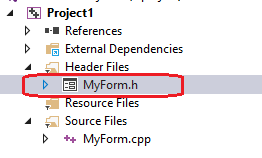 Project1
References
External Dependencies
Header Files
MyForm.h
Resource Files
Source Files
MyForm.cpp